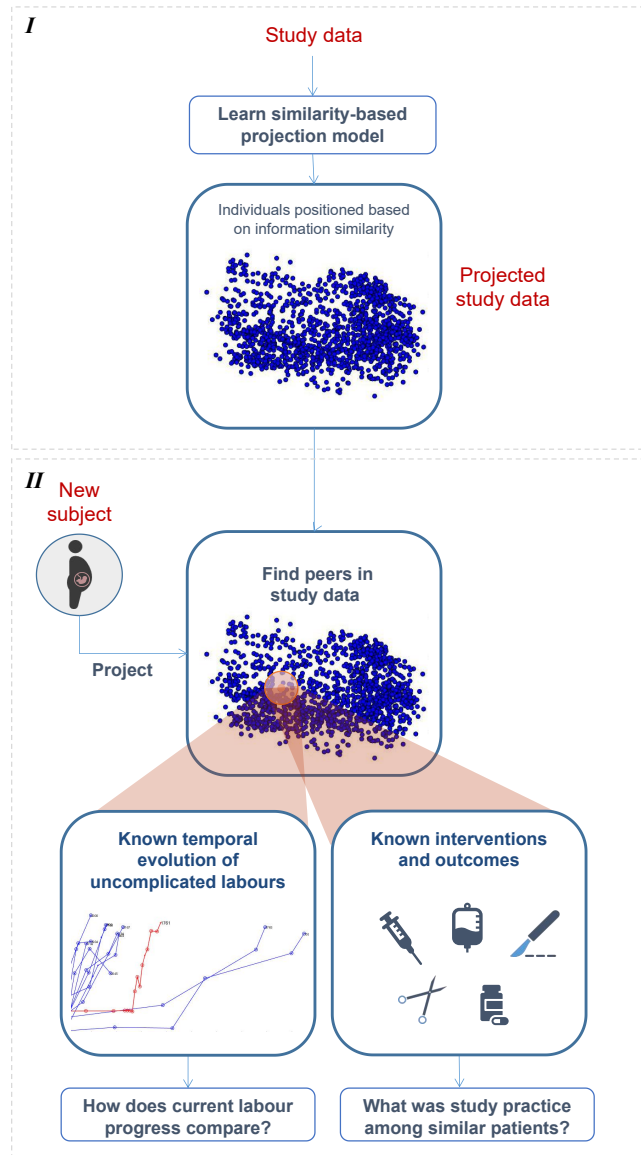 I
Study data
Learn similarity-based
projection model
Individuals positioned based
on information similarity
Projected
study data
II
New
subject
Find peers in
study data
Project
Known temporal
evolution of
uncomplicated labours
Known interventions
and outcomes
How does current labour
progress compare?
What was study practice
among similar patients?